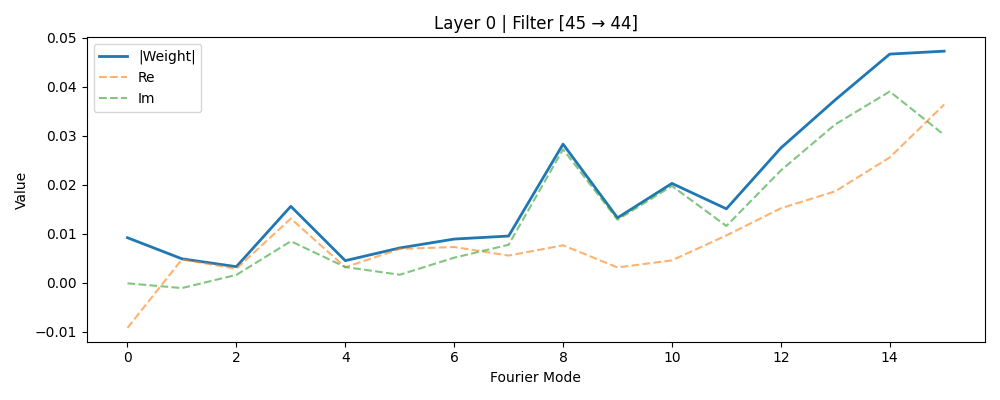 Layer 0 | Filter [45 → 44]
|Weight|
Re
Im
Value
0.05
0.04
0.03
0.02
0.01
0.00
−0.01
0 2 4 6 8 10 12 14
Fourier Mode